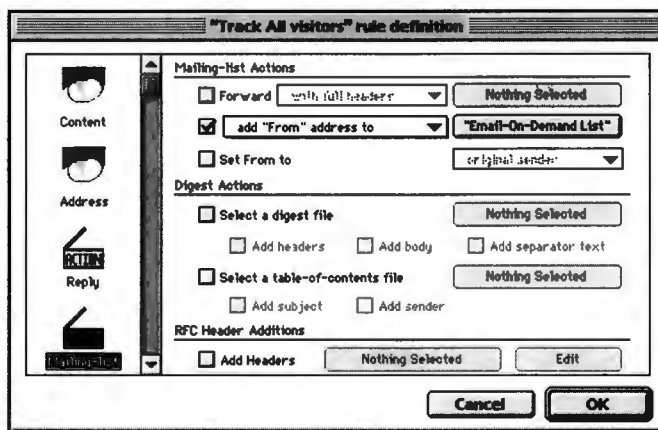 "Track All visitors" rule definition
Mailing-list Actions
Forward with full headers Nothing Selected
add "From" address to "Email-On-Demand List"
Set From to original sender
Digest Actions
Select a digest file Nothing Selected
Add headers Add body Add separator text
Select a table-of-contents file Nothing Selected
Add subject Add sender
RFC Header Additions
Add Headers Nothing Selected Edit
Content
Address
ACTION
Reply
Mailing-list
Cancel OK